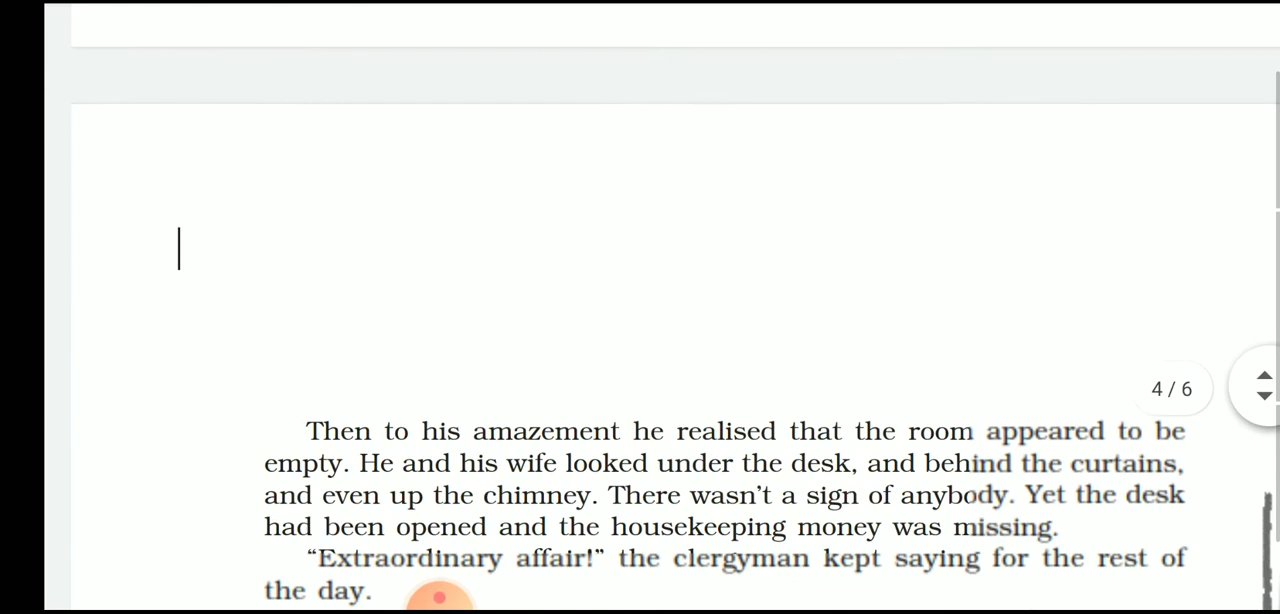 4 / 6
Then to his amazement he realised that the room appeared to be
empty. He and his wife looked under the desk, and behind the curtains,
and even up the chimney. There wasn't a sign of anybody. Yet the desk
had been opened and the housekeeping money was missing.
“Extraordinary affair!” the clergyman kept saying for the rest of
the day.